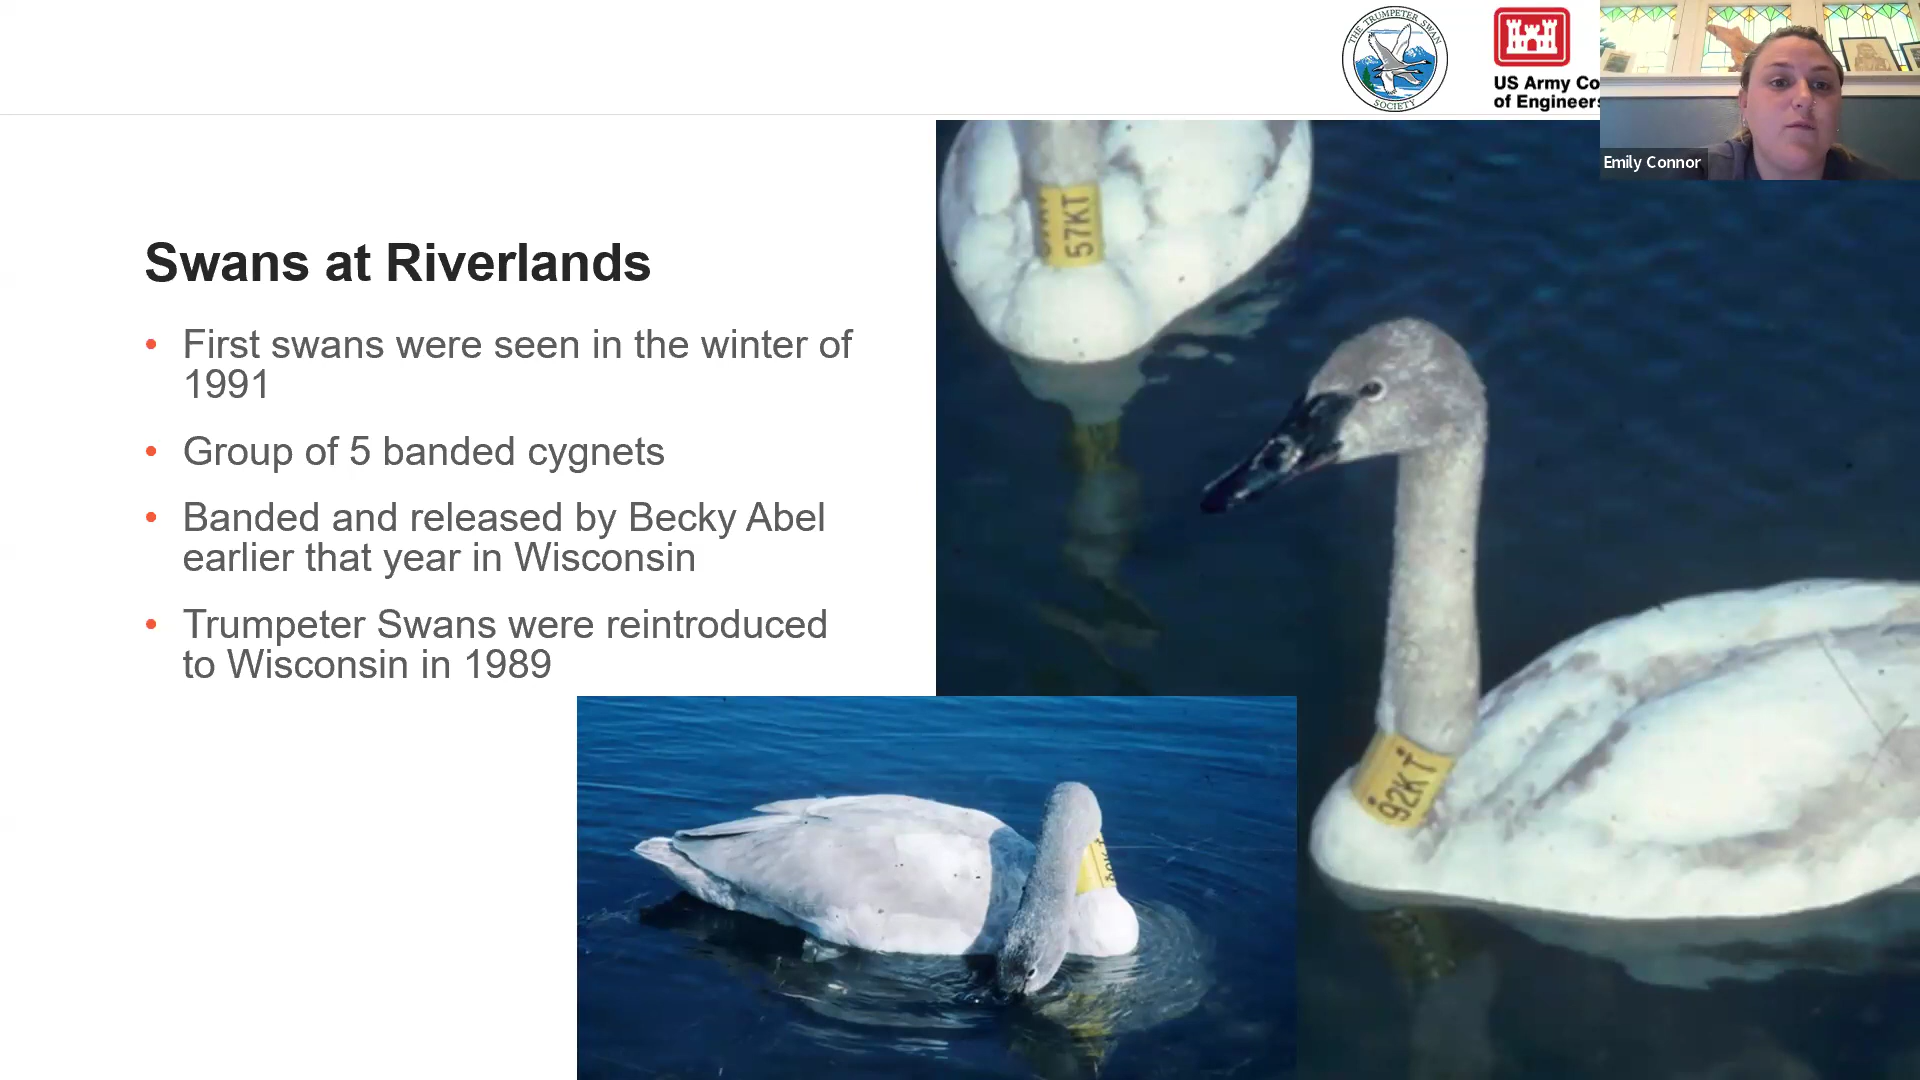 THE TRUMPETER SWAN
SOCIETY
US Army Co
of Engineers
Emily Connor
Swans at Riverlands
• First swans were seen in the winter of
1991
• Group of 5 banded cygnets
• Banded and released by Becky Abel
earlier that year in Wisconsin
• Trumpeter Swans were reintroduced
to Wisconsin in 1989
57KT
92KT